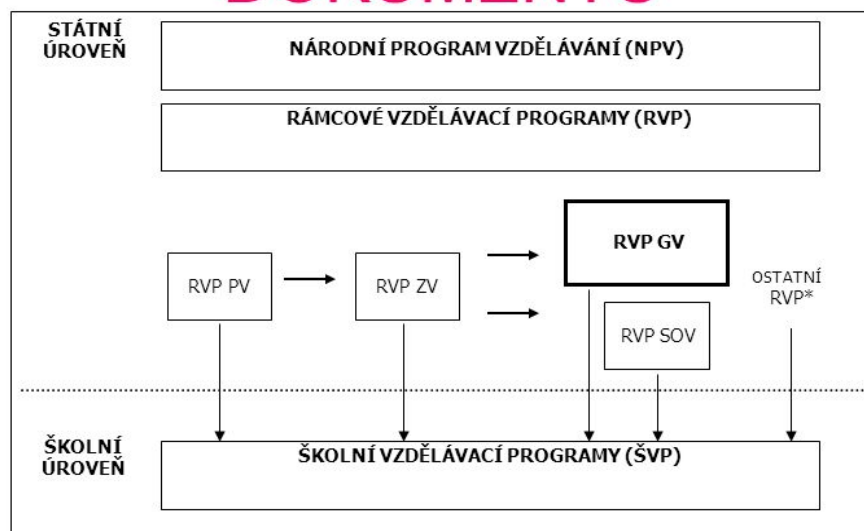 DOKUMENTŮ
STÁTNÍ
ÚROVEŇ
NÁRODNÍ PROGRAM VZDĚLÁVÁNÍ (NPV)
RÁMCOVÉ VZDĚLÁVACÍ PROGRAMY (RVP)
RVP GV
RVP PV
RVP ZV
OSTATNÍ
RVP*
RVP SOV
ŠKOLNÍ
ÚROVEŇ
ŠKOLNÍ VZDĚLÁVACÍ PROGRAMY (ŠVP)